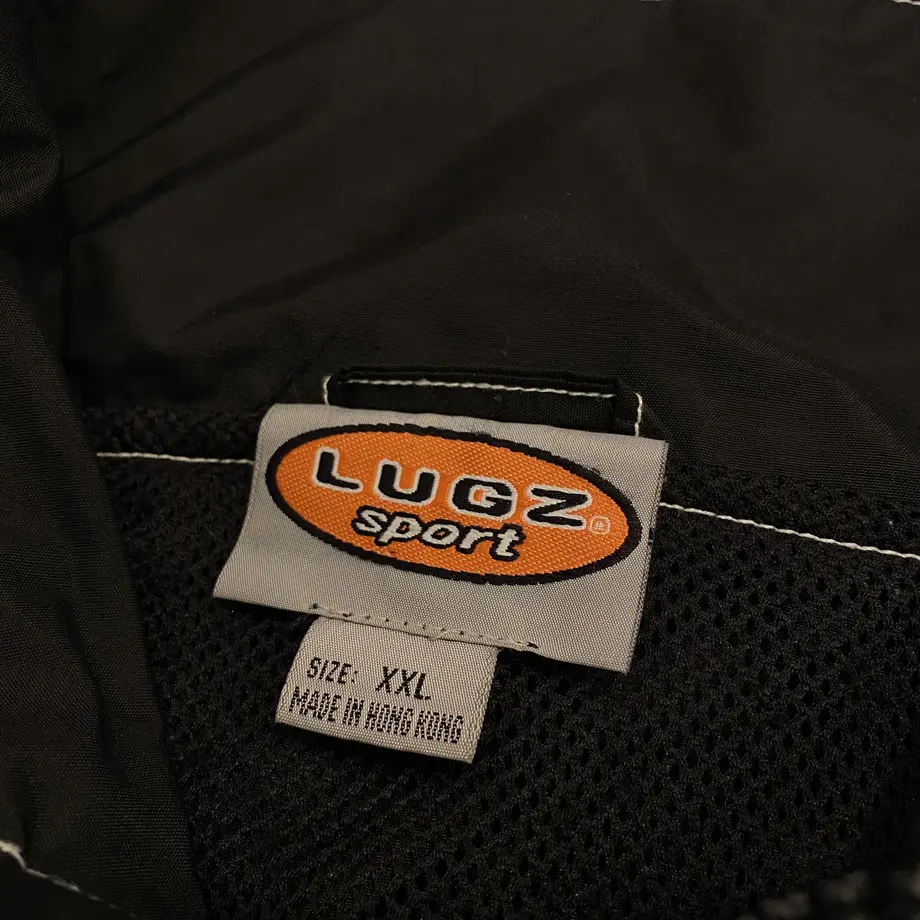 LUGZ®
sport
SIZE: XXL
MADE IN HONG KONG